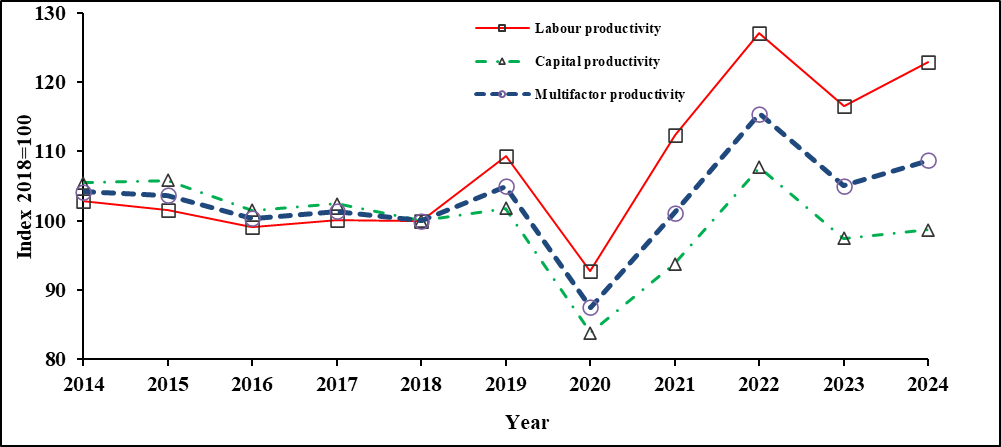 Index 2018=100
130
120
110
100
90
80
Labour productivity
Capital productivity
Multifactor productivity
2014 2015 2016 2017 2018 2019 2020 2021 2022 2023 2024
Year